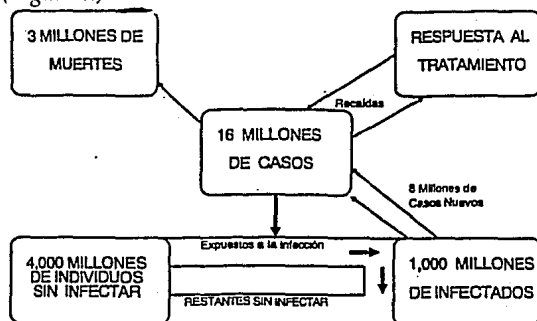 3 MILLONES DE
MUERTES
RESPUESTA AL
TRATAMIENTO
Recaídas
16 MILLONES
DE CASOS
8 Millones de
Casos Nuevos
Expuestos a la infección
4,000 MILLONES
DE INDIVIDUOS
SIN INFECTAR
1,000 MILLONES
DE INFECTADOS
RESTANTES SIN INFECTAR